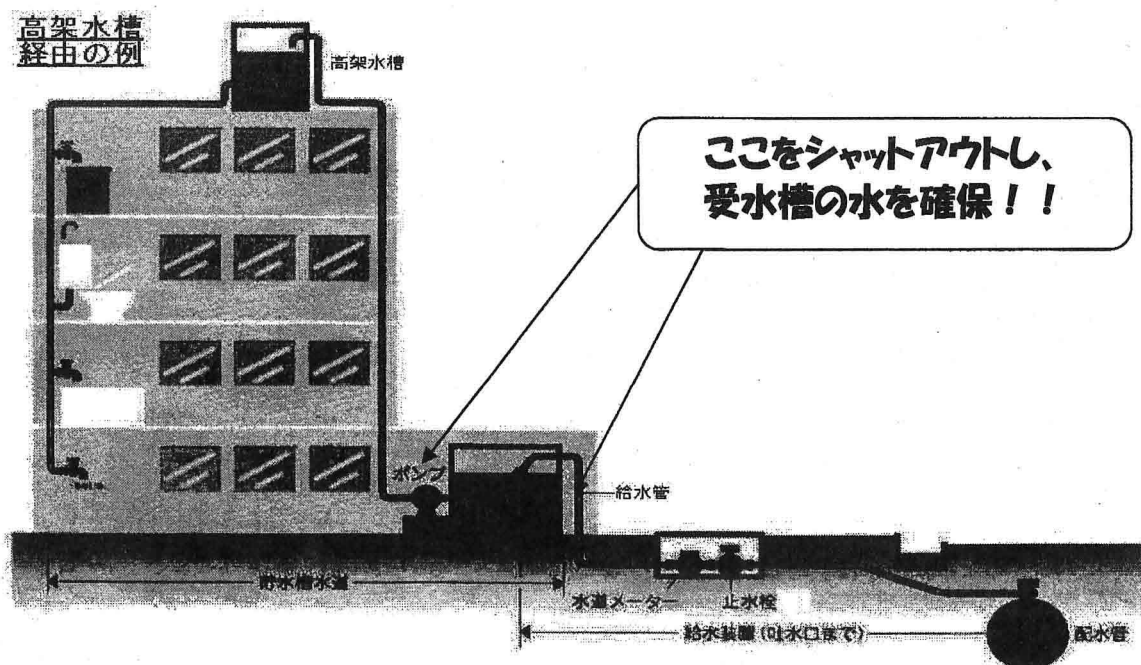 高架水槽
経由の例
高架水槽
ここをシャットアウトし、
受水槽の水を確保！！
ポンプ
給水管
貯水槽水道
水道メーター
止水栓
給水装置(吐水口まで)
配水管